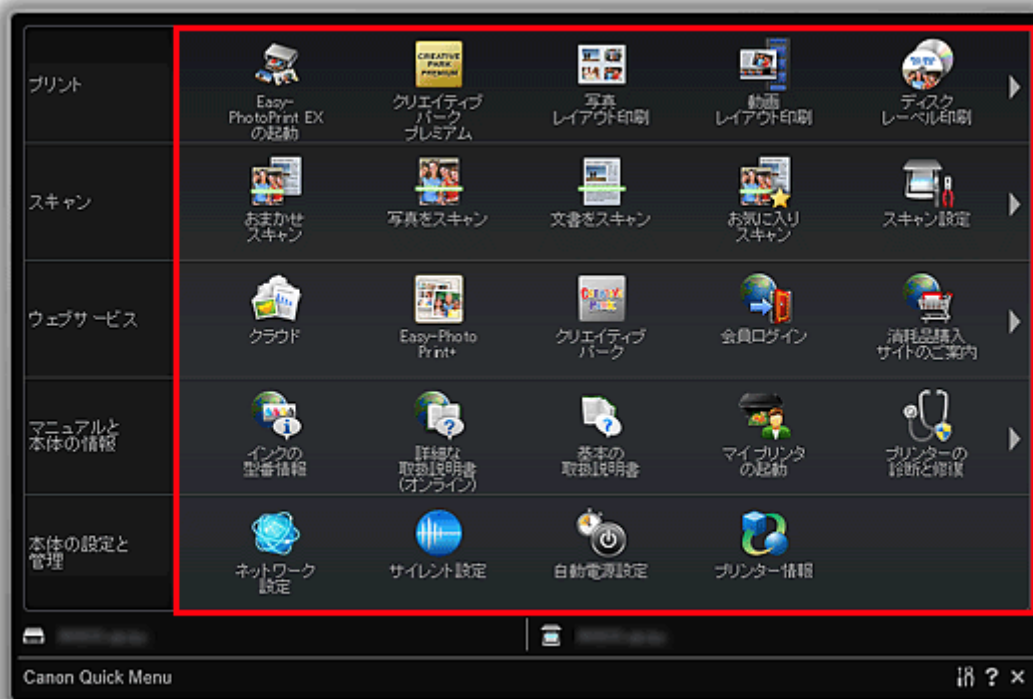 プリント
Easy-
PhotoPrint EX
の起動
CREATIVE
PARK
PREMIUM
クリエイティブ
パーク
プレミアム
写真
レイアウト印刷
動画
レイアウト印刷
ディスク
レーベル印刷
スキャン
おまかせ
スキャン
写真をスキャン
文書をスキャン
お気に入り
スキャン
スキャン設定
ウェブサービス
クラウド
Easy-Photo
Print+
クリエイティブ
パーク
会員ログイン
消耗品購入
サイトのご案内
マニュアルと
本体の情報
インクの
型番情報
詳細な
取扱説明書
(オンライン)
基本の
取扱説明書
マイ プリンタ
の起動
プリンターの
診断と修復
本体の設定と
管理
ネットワーク
設定
サイレント設定
自動電源設定
プリンター情報
Canon Quick Menu